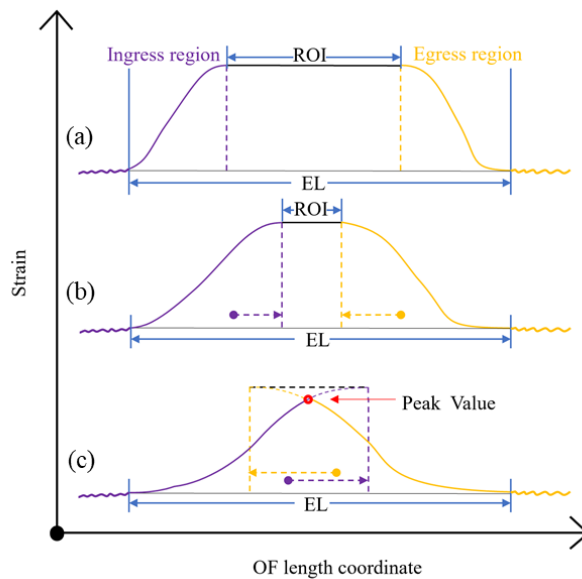 Ingress region
ROI
Egress region
(a)
EL
ROI
(b)
EL
Peak Value
(c)
EL
Strain
OF length coordinate